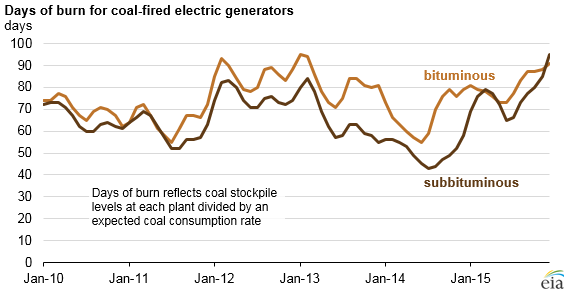 Days of burn for coal-fired electric generators
days
100
90
80
70
60
50
40
30
20
10
0
bituminous
subbituminous
Days of burn reflects coal stockpile
levels at each plant divided by an
expected coal consumption rate
Jan-10 Jan-11 Jan-12 Jan-13 Jan-14 Jan-15
eia